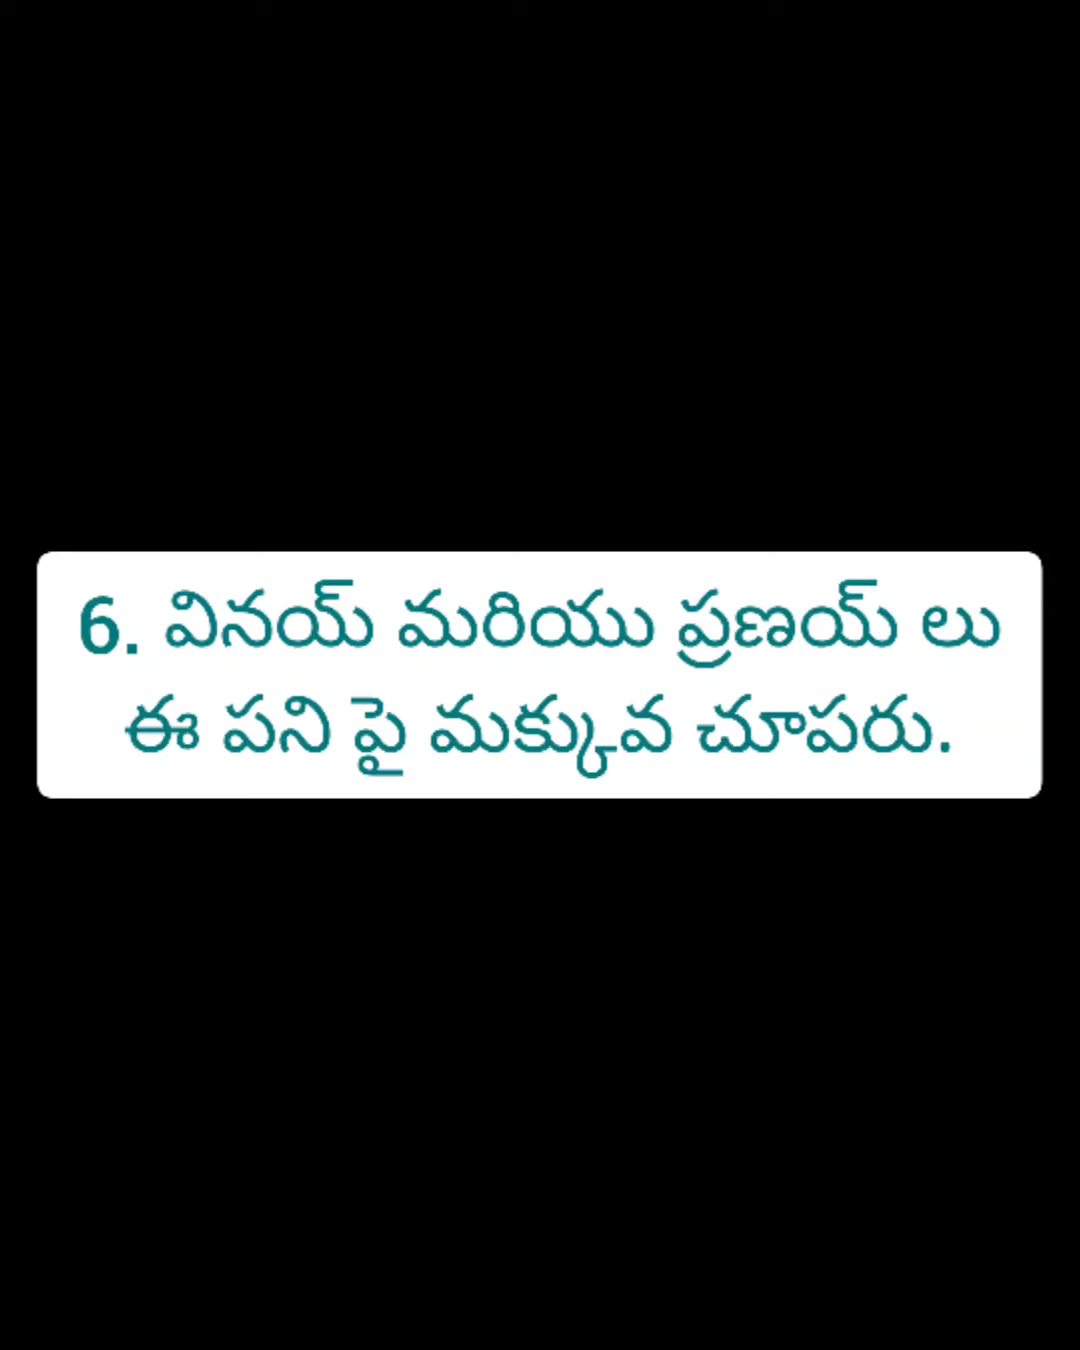 6. వినయ్ మరియు ప్రణయ్ లు
ఈ పని పై మక్కువ చూపరు.